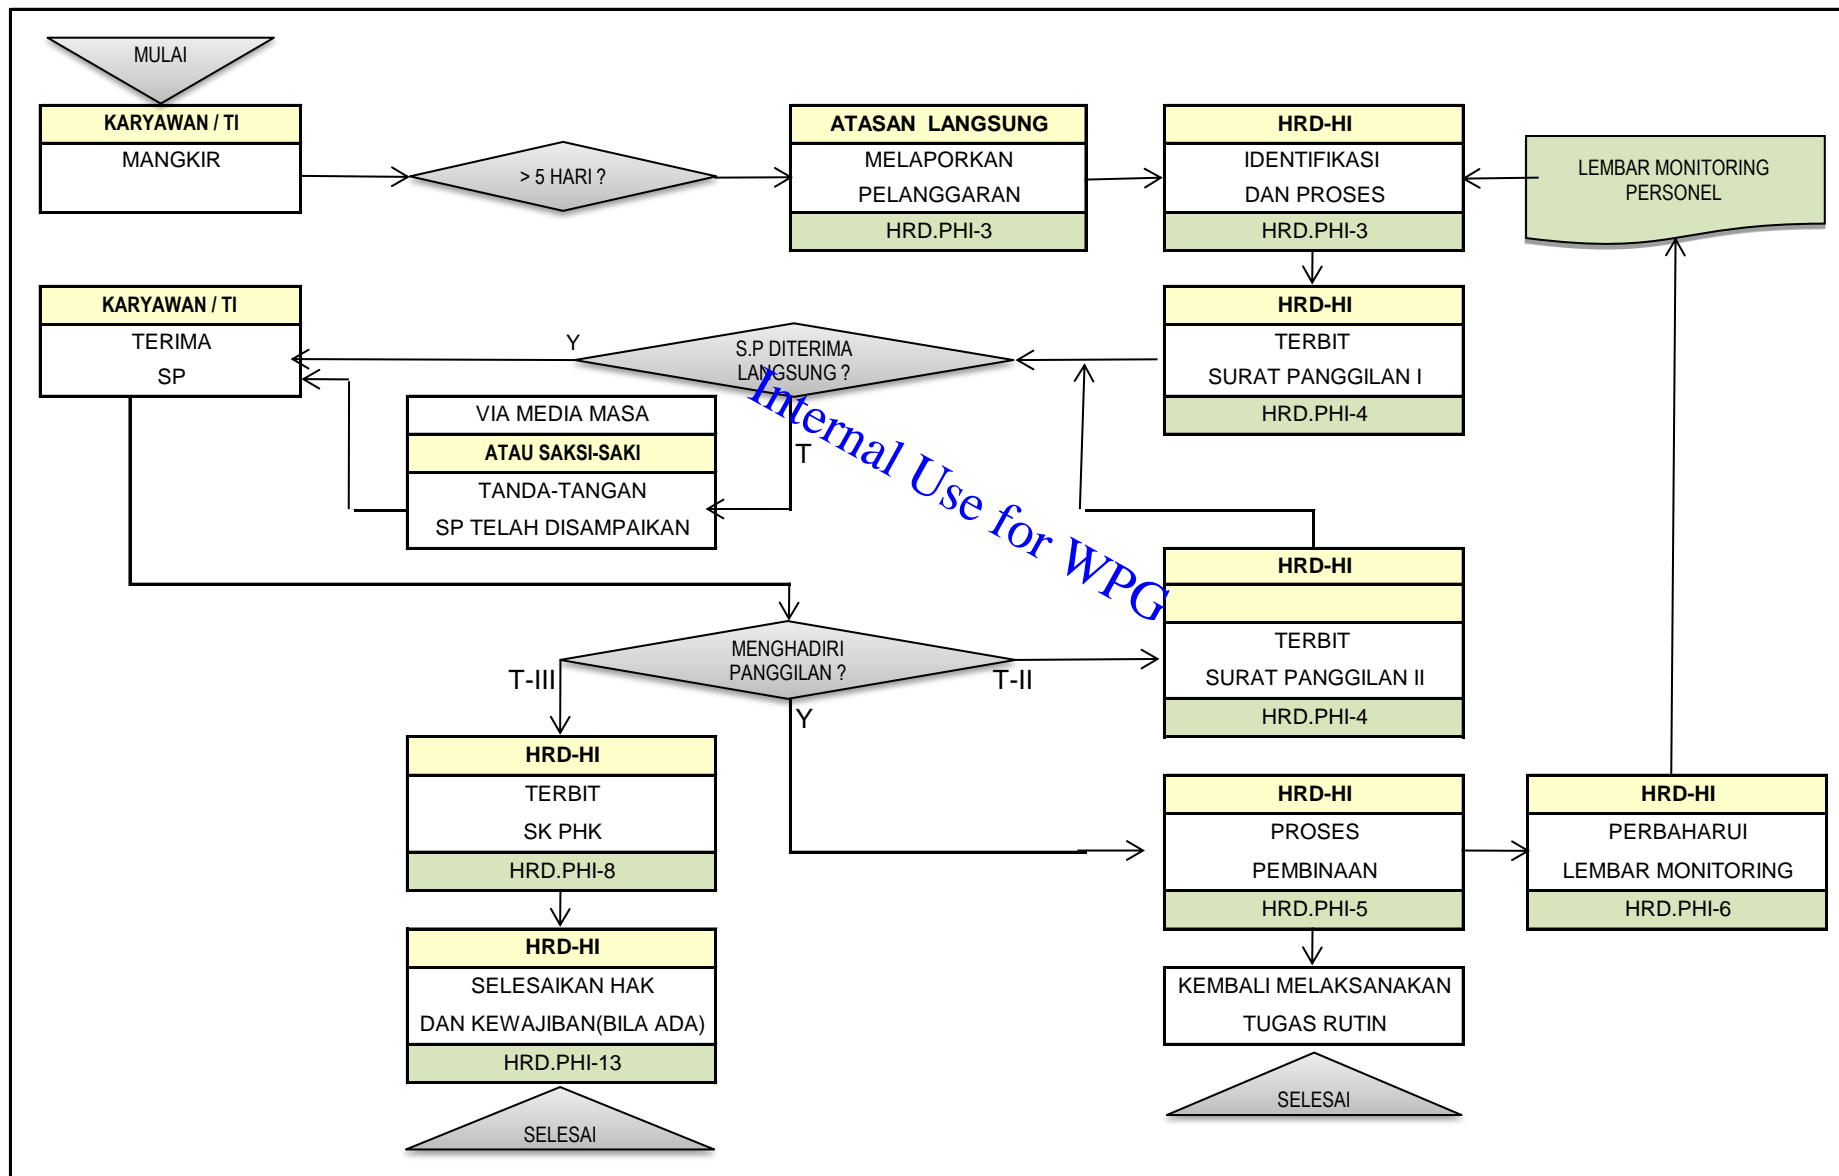 MULAI
KARYAWAN / TI
MANGKIR
> 5 HARI ?
ATASAN LANGSUNG
MELAPORKAN
PELANGGARAN
HRD.PHI-3
HRD-HI
IDENTIFIKASI
DAN PROSES
HRD.PHI-3
LEMBAR MONITORING
PERSONEL
KARYAWAN / TI
TERIMA
SP
Y
S.P DITERIMA
LANGSUNG ?
T
HRD-HI
TERBIT
SURAT PANGGILAN I
HRD.PHI-4
VIA MEDIA MASA
ATAU SAKSI-SAKI
TANDA-TANGAN
SP TELAH DISAMPAIKAN
Internal Use for WPG
HRD-HI
TERBIT
SURAT PANGGILAN II
HRD.PHI-4
MENGHADIRI
PANGGILAN ?
T-III
T-II
Y
HRD-HI
TERBIT
SK PHK
HRD.PHI-8
HRD-HI
PROSES
PEMBINAAN
HRD.PHI-5
HRD-HI
PERBAHARUI
LEMBAR MONITORING
HRD.PHI-6
HRD-HI
SELESAIKAN HAK
DAN KEWAJIBAN(BILA ADA)
HRD.PHI-13
KEMBALI MELAKSANAKAN
TUGAS RUTIN
SELESAI
SELESAI